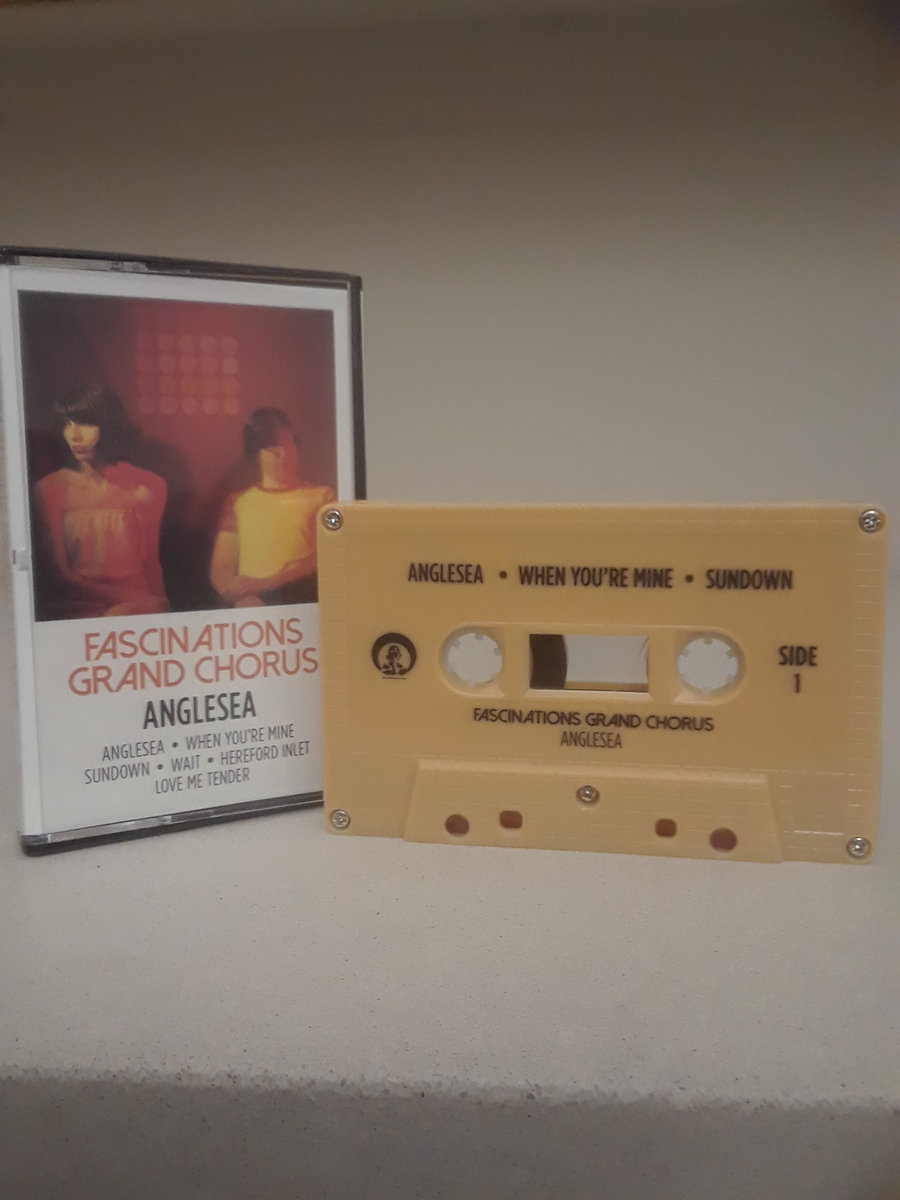 FASCINATIONS
GRAND CHORUS
ANGLESEA
ANGLESEA • WHEN YOU'RE MINE
SUNDOWN • WAIT • HEREFORD INLET
LOVE ME TENDER
ANGLESEA • WHEN YOU'RE MINE • SUNDOWN
SIDE
1
FASCINATIONS GRAND CHORUS
ANGLESEA